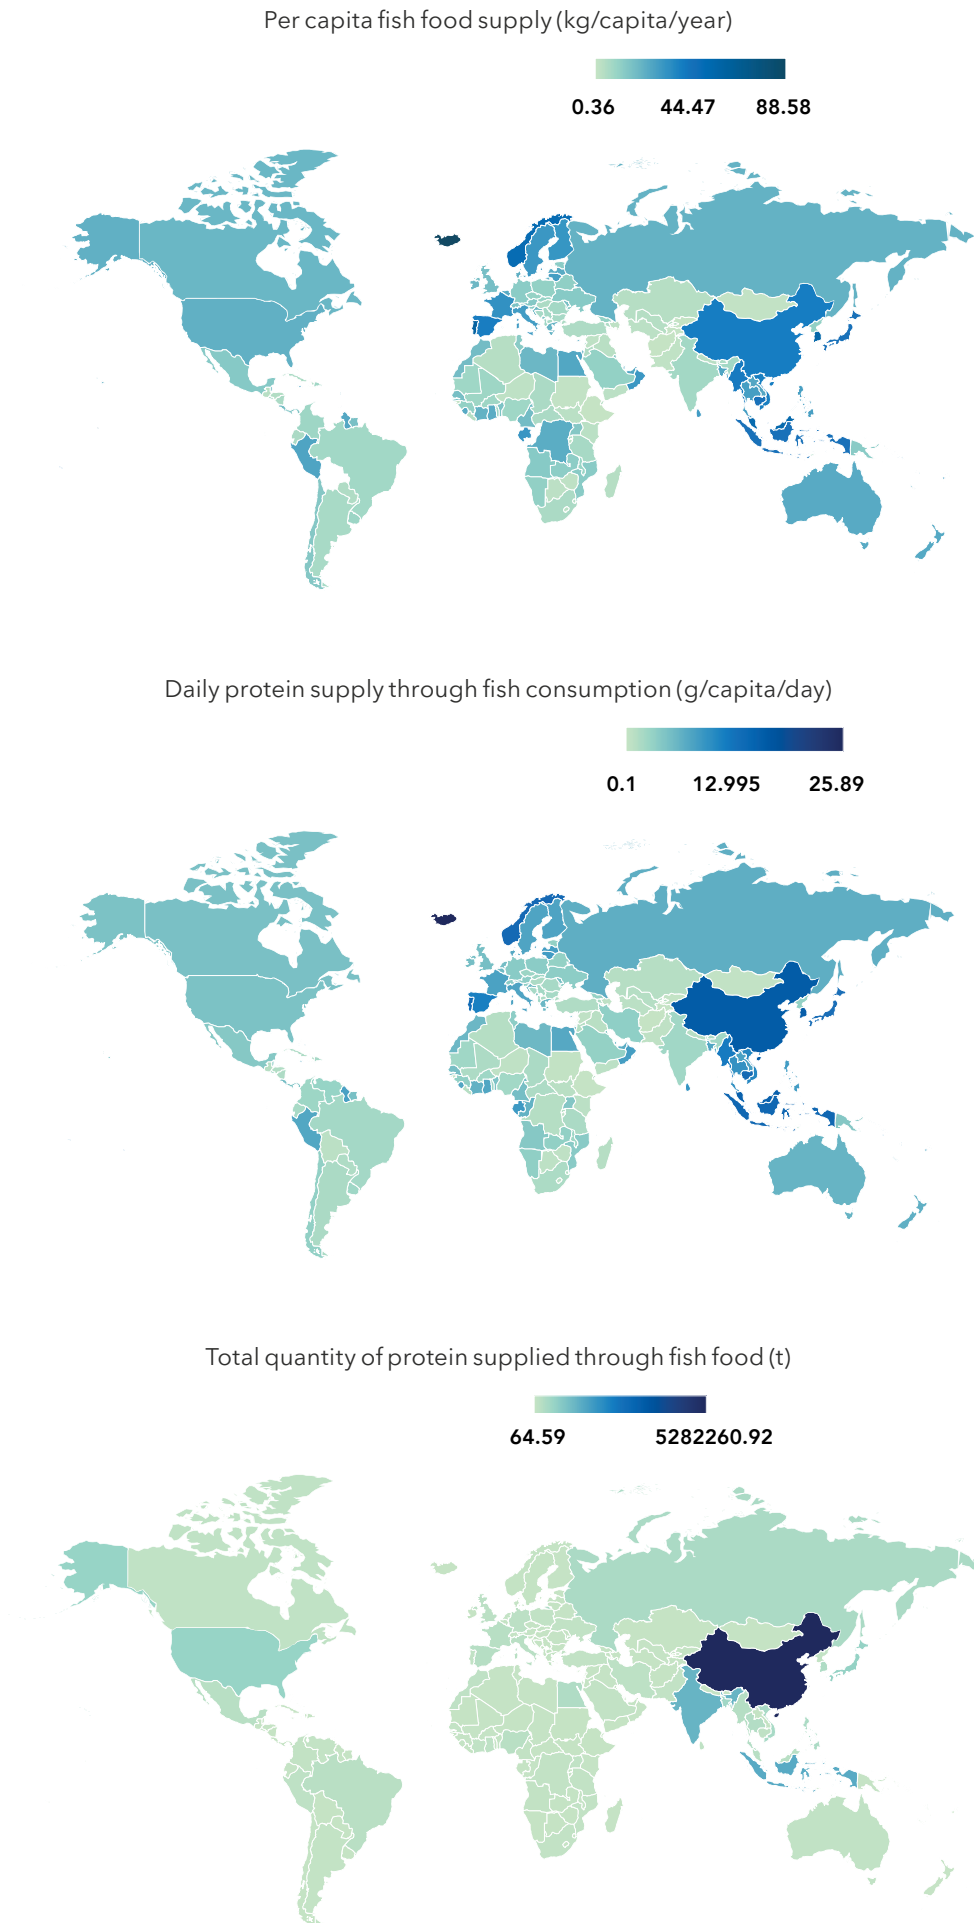 Per capita fish food supply (kg/capita/year)
0.36 44.47 88.58
Daily protein supply through fish consumption (g/capita/day)
0.1 12.995 25.89
Total quantity of protein supplied through fish food (t)
64.59 5282260.92